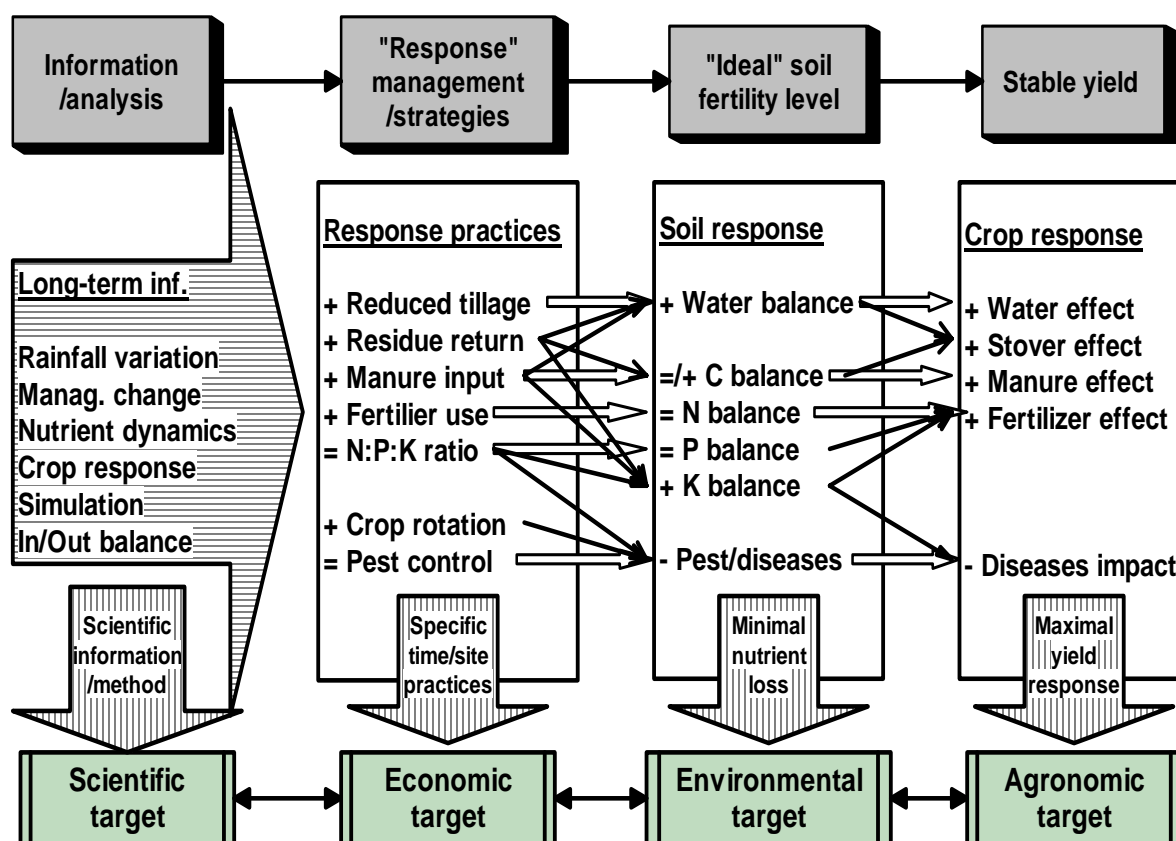 Information
/analysis
"Response"
management
/strategies
"Ideal" soil
fertility level
Stable yield
Long-term inf.
Rainfall variation
Manag. change
Nutrient dynamics
Crop response
Simulation
In/Out balance
Response practices
+ Reduced tillage
+ Residue return
+ Manure input
+ Fertilier use
= N:P:K ratio
+ Crop rotation
= Pest control
Soil response
+ Water balance
=/+ C balance
= N balance
= P balance
+ K balance
- Pest/diseases
Crop response
+ Water effect
+ Stover effect
+ Manure effect
+ Fertilizer effect
- Diseases impact
Scientific
information
/method
Specific
time/site
practices
Minimal
nutrient
loss
Maximal
yield
response
Scientific
target
Economic
target
Environmental
target
Agronomic
target